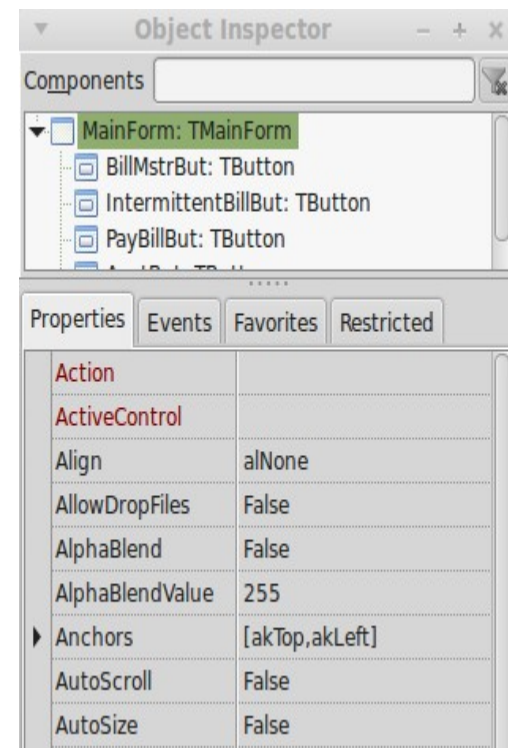 Object Inspector
Components
MainForm: TMainForm
BillMstrBut: TButton
IntermittentBillBut: TButton
PayBillBut: TButton
Properties Events Favorites Restricted
Action
ActiveControl
Align alNone
AllowDropFiles False
AlphaBlend False
AlphaBlendValue 255
Anchors [akTop,akLeft]
AutoScroll False
AutoSize False